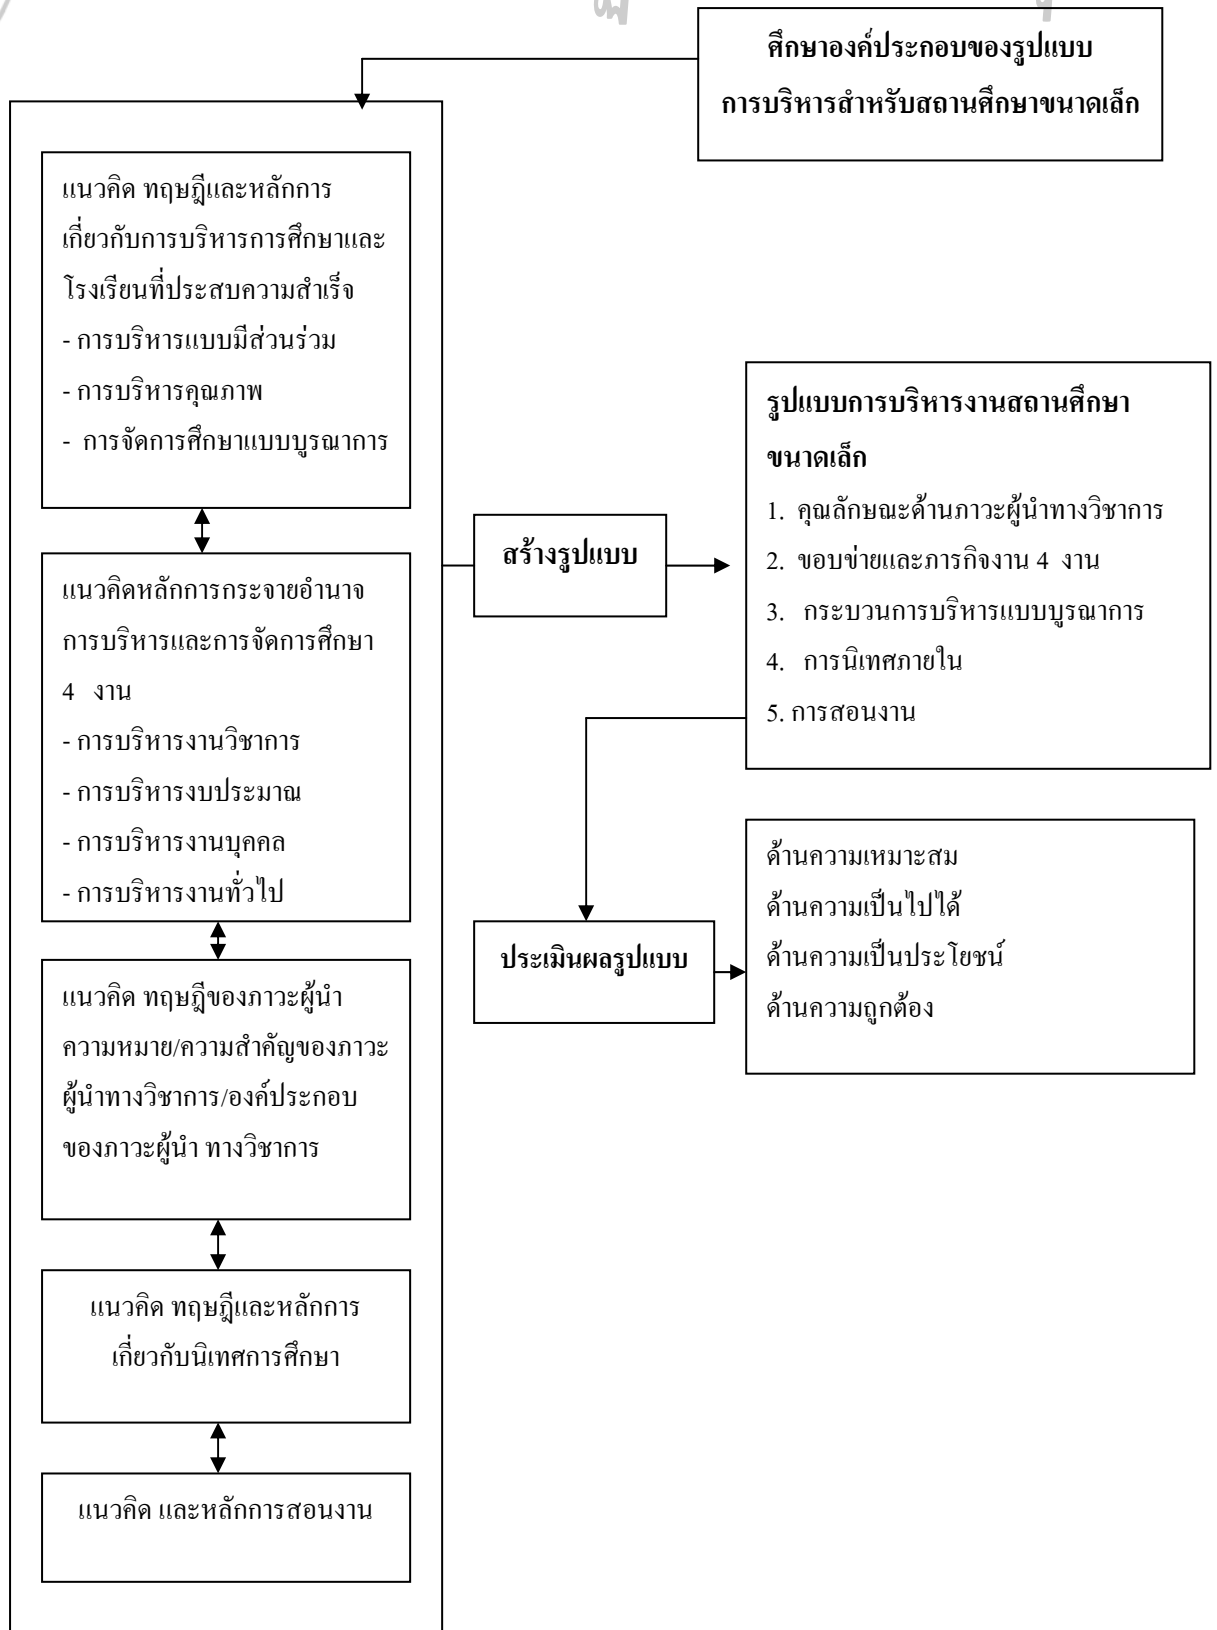 ศึกษาองค์ประกอบของรูปแบบ
การบริหารสำหรับสถานศึกษาขนาดเล็ก
แนวคิด ทฤษฎีและหลักการ
เกี่ยวกับการบริหารการศึกษาและ
โรงเรียนที่ประสบความสำเร็จ
- การบริหารแบบมีส่วนร่วม
- การบริหารคุณภาพ
- การจัดการศึกษาแบบบูรณาการ
แนวคิดหลักการกระจายอำนาจ
การบริหารและการจัดการศึกษา
4 งาน
- การบริหารงานวิชาการ
- การบริหารงบประมาณ
- การบริหารงานบุคคล
- การบริหารงานทั่วไป
แนวคิด ทฤษฎีของภาวะผู้นำ
ความหมาย/ความสำคัญของภาวะ
ผู้นำทางวิชาการ/องค์ประกอบ
ของภาวะผู้นำ ทางวิชาการ
แนวคิด ทฤษฎีและหลักการ
เกี่ยวกับนิเทศการศึกษา
แนวคิด และหลักการสอนงาน
สร้างรูปแบบ
รูปแบบการบริหารงานสถานศึกษา
ขนาดเล็ก
1. คุณลักษณะด้านภาวะผู้นำทางวิชาการ
2. ขอบข่ายและภารกิจงาน 4 งาน
3. กระบวนการบริหารแบบบูรณาการ
4. การนิเทศภายใน
5. การสอนงาน
ประเมินผลรูปแบบ
ด้านความเหมาะสม
ด้านความเป็นไปได้
ด้านความเป็นประโยชน์
ด้านความถูกต้อง